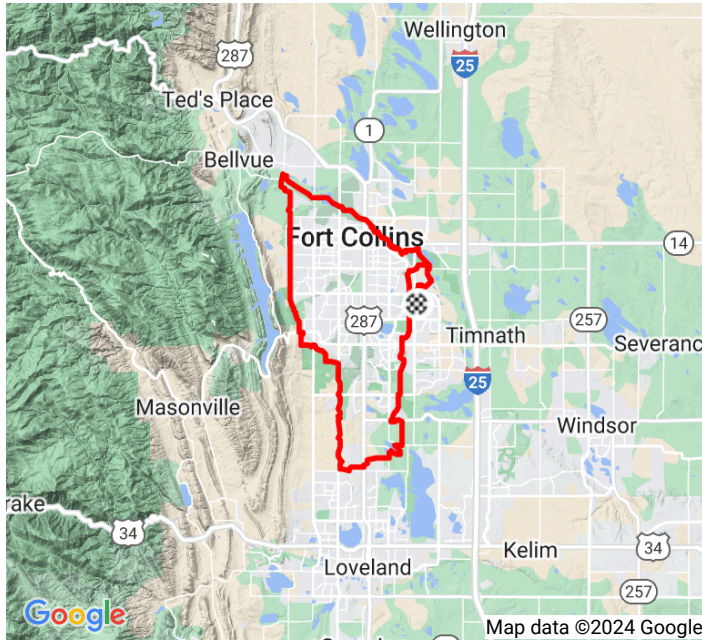 Wellington
287
25
Ted's Place
1
Bellvue
Fort Collins
14
287
257
Timnath
Severanc
25
Masonville
Windsor
rake
34
Kelim
34
Loveland
257
Google
Map data ©2024 Google